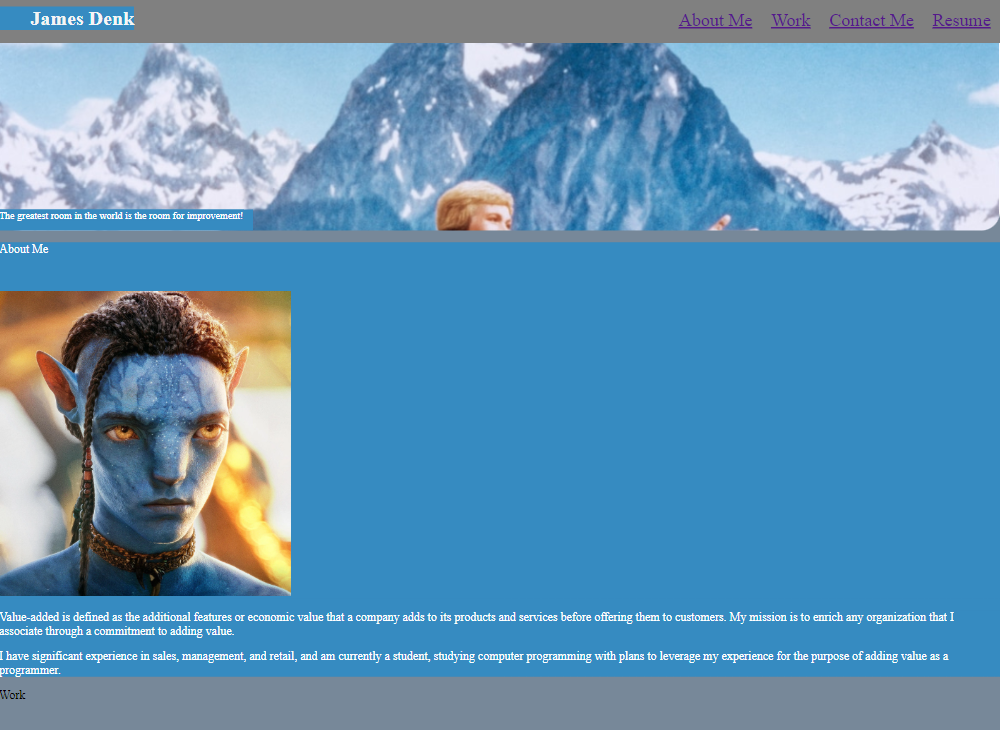 James Denk
About Me Work Contact Me Resume
The greatest room in the world is the room for improvement!
About Me
Value-added is defined as the additional features or economic value that a company adds to its products and services before offering them to customers. My mission is to enrich any organization that I
associate through a commitment to adding value.
I have significant experience in sales, management, and retail, and am currently a student, studying computer programming with plans to leverage my experience for the purpose of adding value as a
programmer.
Work